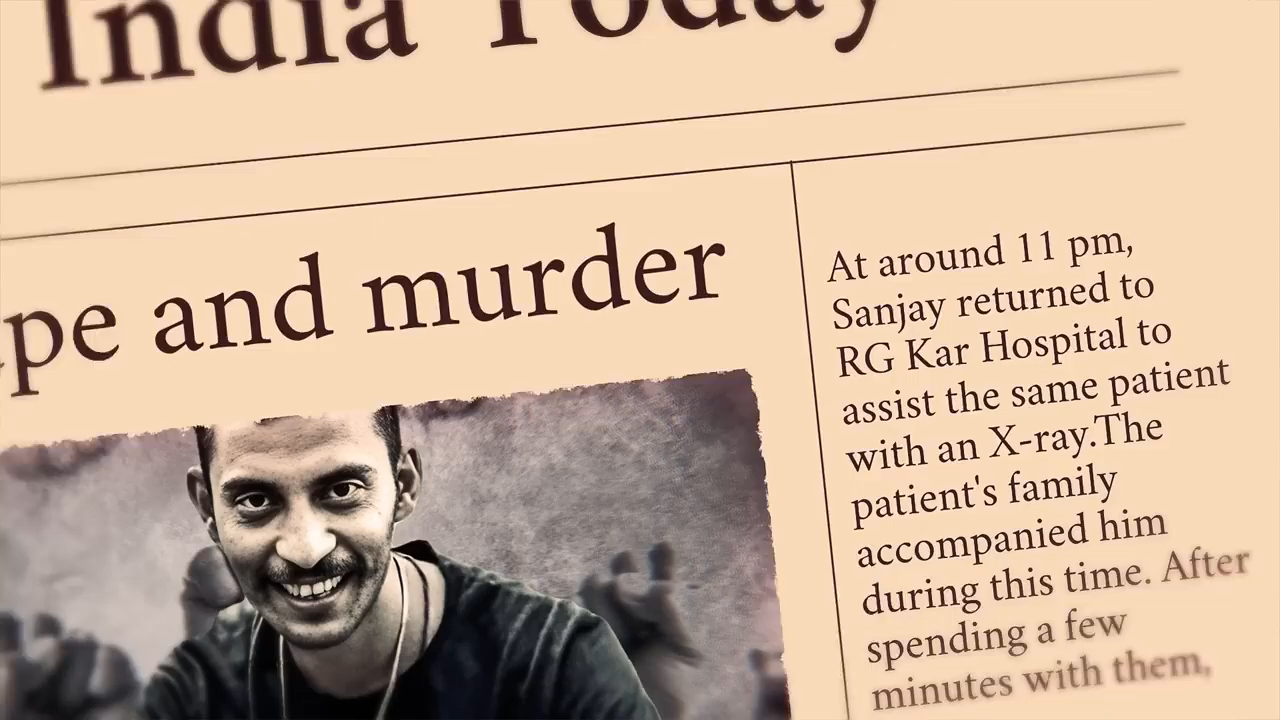 India Today
ape and murder
At around 11 pm,
Sanjay returned to
RG Kar Hospital to
assist the same patient
with an X-ray.The
patient's family
accompanied him
during this time. After
spending a few
minutes with them,